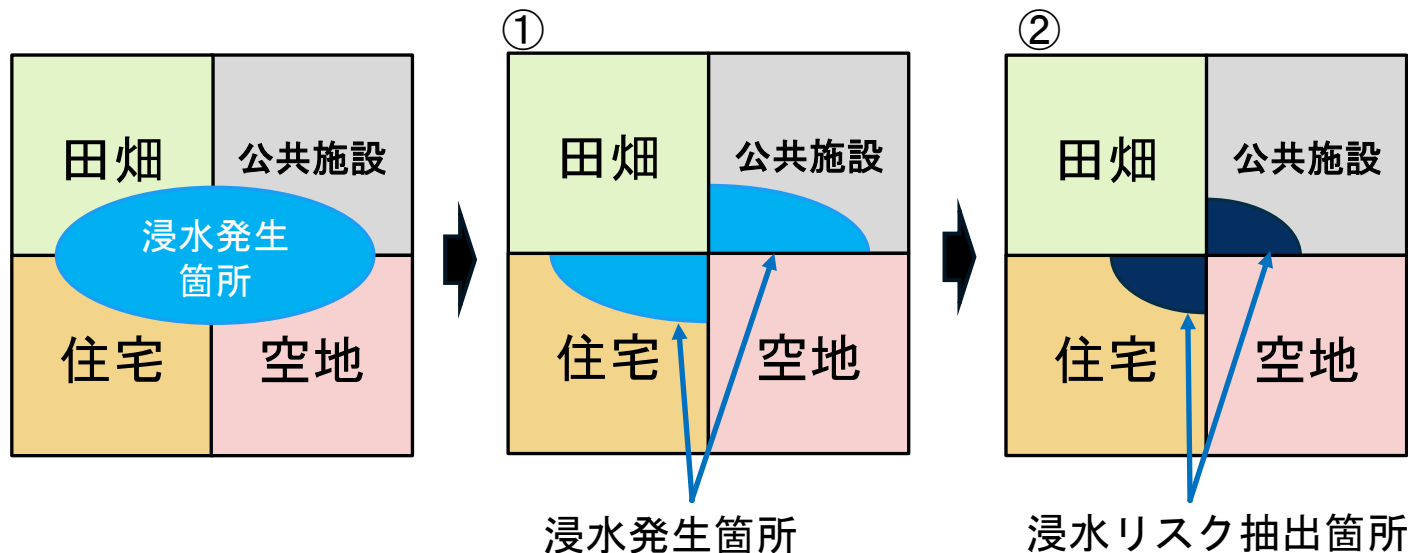 ①
②
田畑
公共施設
浸水発生
箇所
住宅
空地
田畑
公共施設
住宅
空地
浸水発生箇所
田畑
公共施設
住宅
空地
浸水リスク抽出箇所